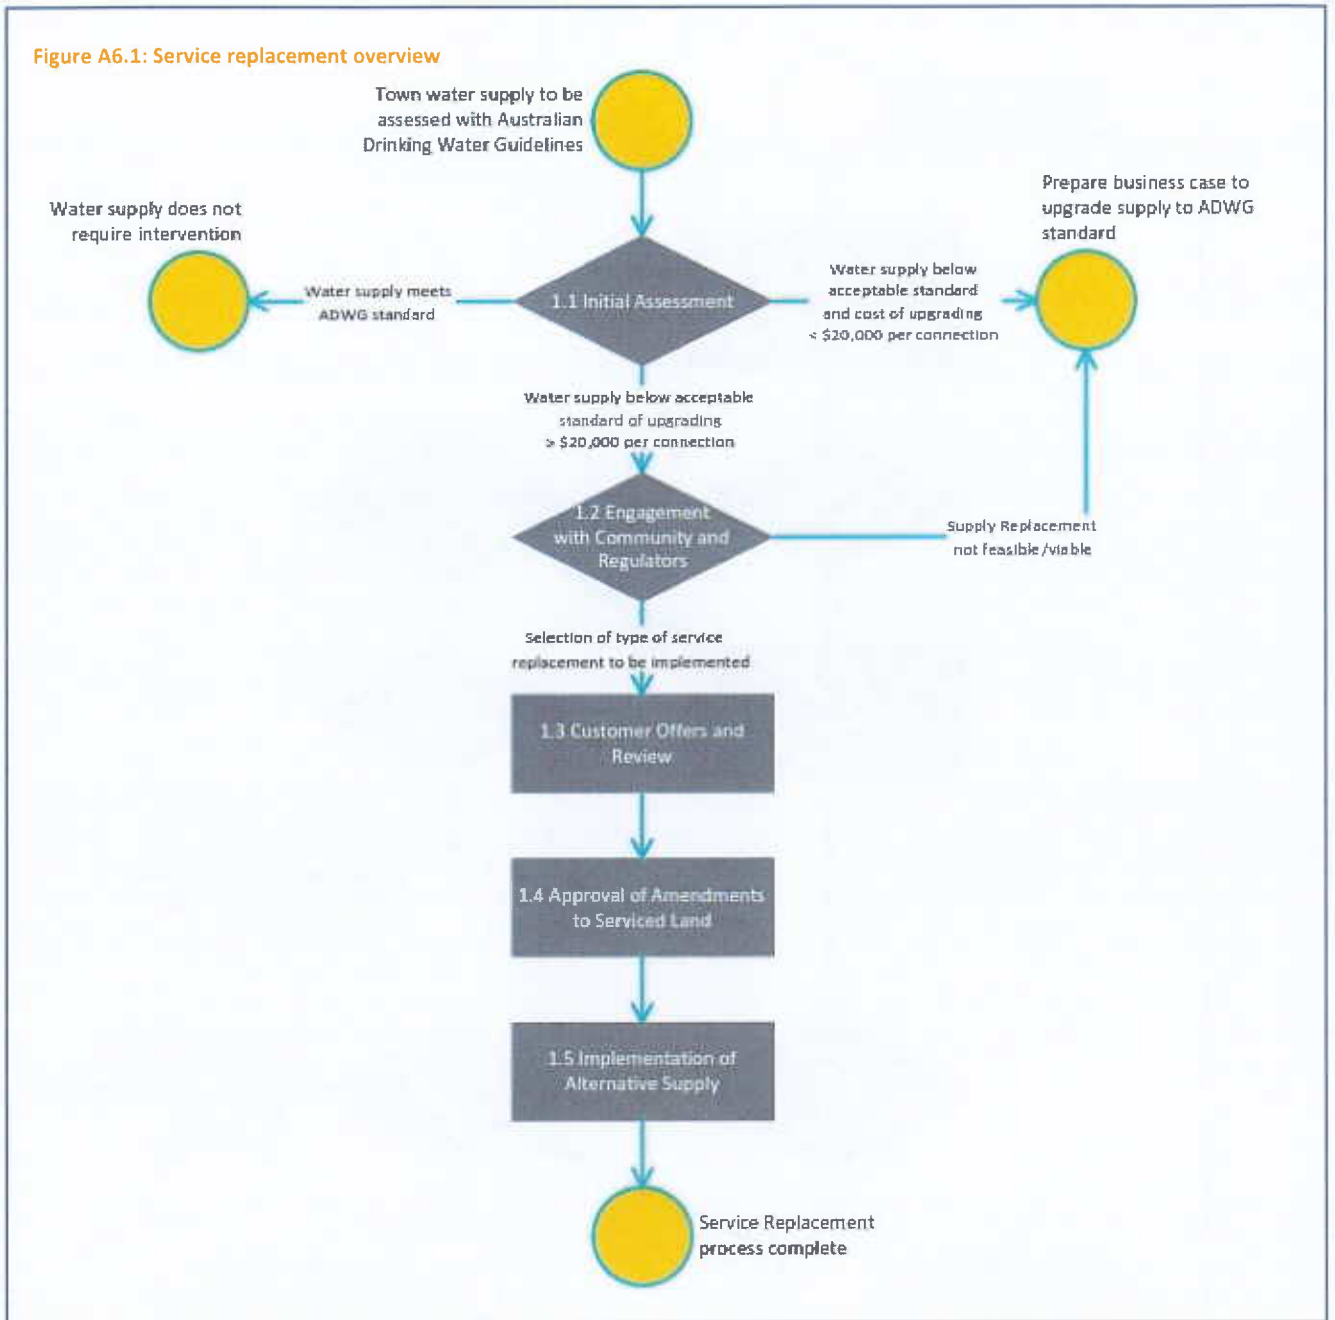 Figure A6.1: Service replacement overview
Town water supply to be
assessed with Australian
Drinking Water Guidelines
Prepare business case to
upgrade supply to ADWG
standard
Water supply does not
require intervention
Water supply meets
ADWG standard
1.1 Initial Assessment
Water supply below
acceptable standard
and cost of upgrading
< $20,000 per connection
Water supply below acceptable
standard of upgrading
> $20,000 per connection
1.2 Engagement
with Community and
Regulators
Supply Replacement
not feasible/viable
Selection of type of service
replacement to be implemented
1.3 Customer Offers and
Review
1.4 Approval of Amendments
to Serviced Land
1.5 Implementation of
Alternative Supply
Service Replacement
process complete